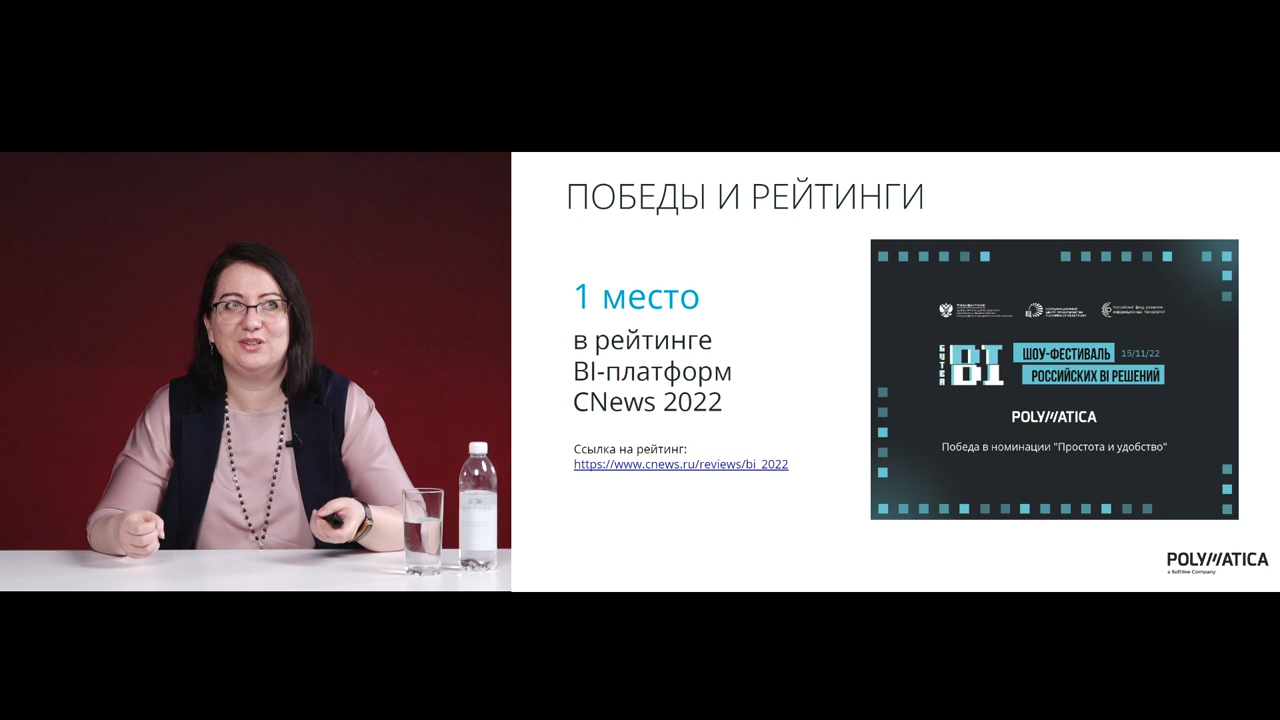 ПОБЕДЫ И РЕЙТИНГИ
1 место
в рейтинге
BI-платформ
CNews 2022
Ссылка на рейтинг:
https://www.cnews.ru/reviews/bi_2022
БИТВА
BI
ШОУ-ФЕСТИВАЛЬ
15/11/22
РОССИЙСКИХ BI РЕШЕНИЙ
POLYMATICA
Победа в номинации "Простота и удобство"
POLYMATICA
a Softline Company